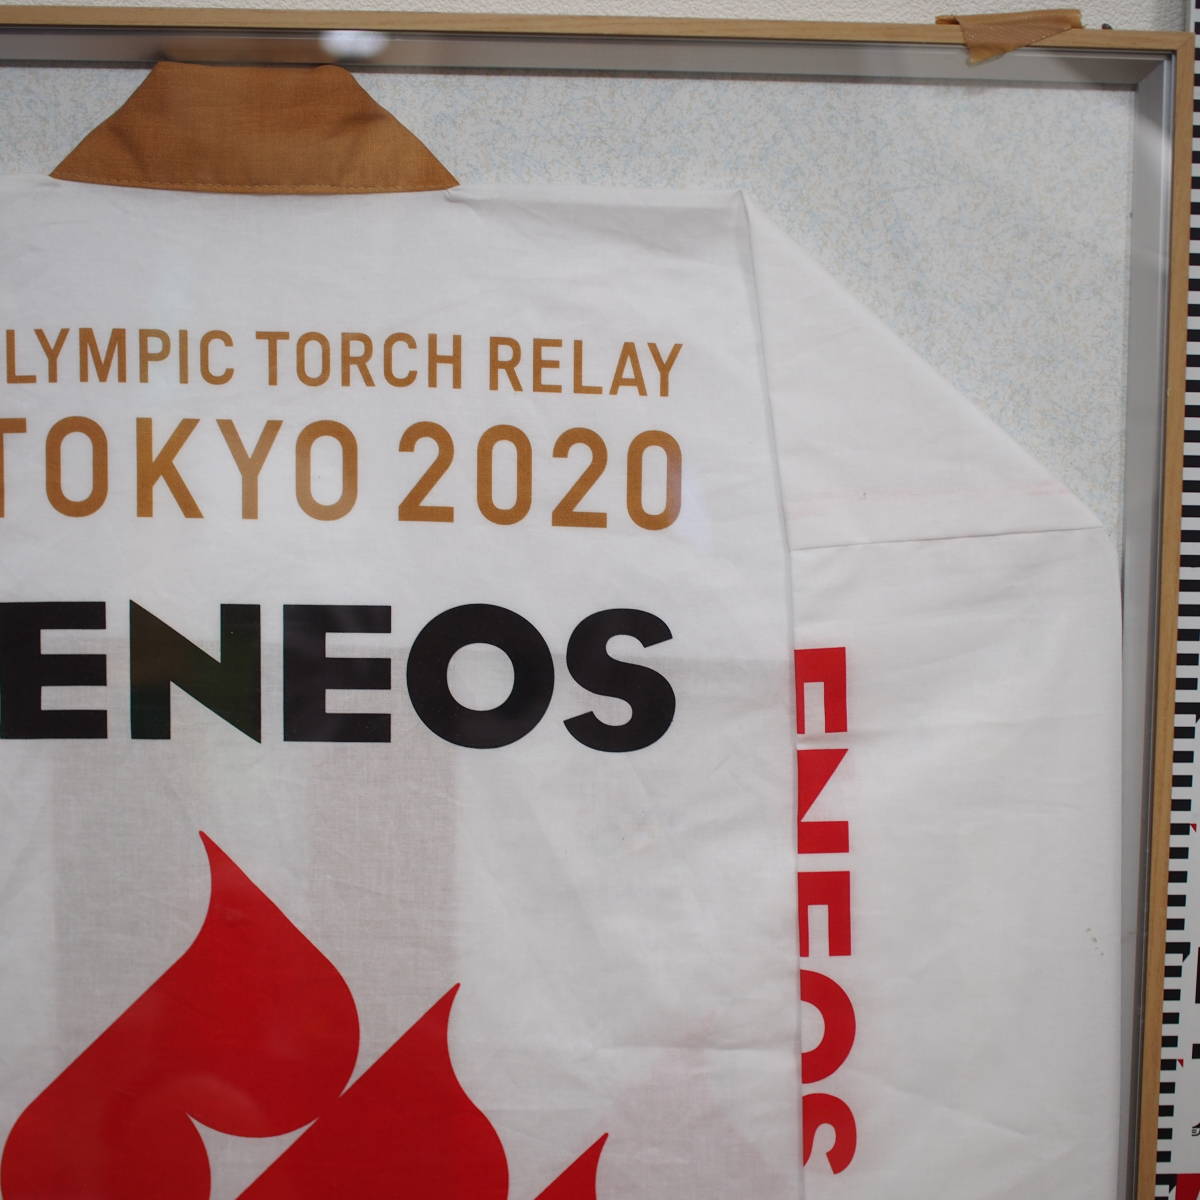 LYMPIC TORCH RELAY
TOKYO 2020
ENEOS
ENEOS